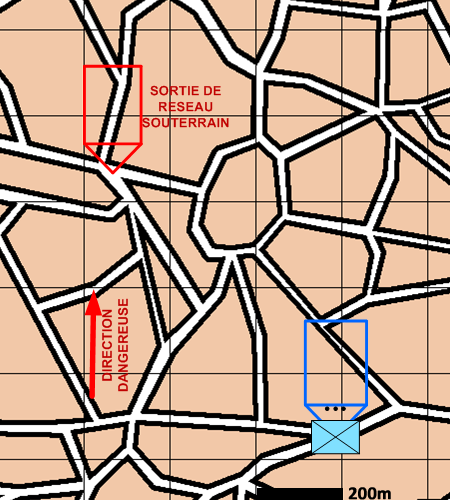 SORTIE DE
RESEAU
SOUTERRAIN
DIRECTION
DANGEREUSE
200m